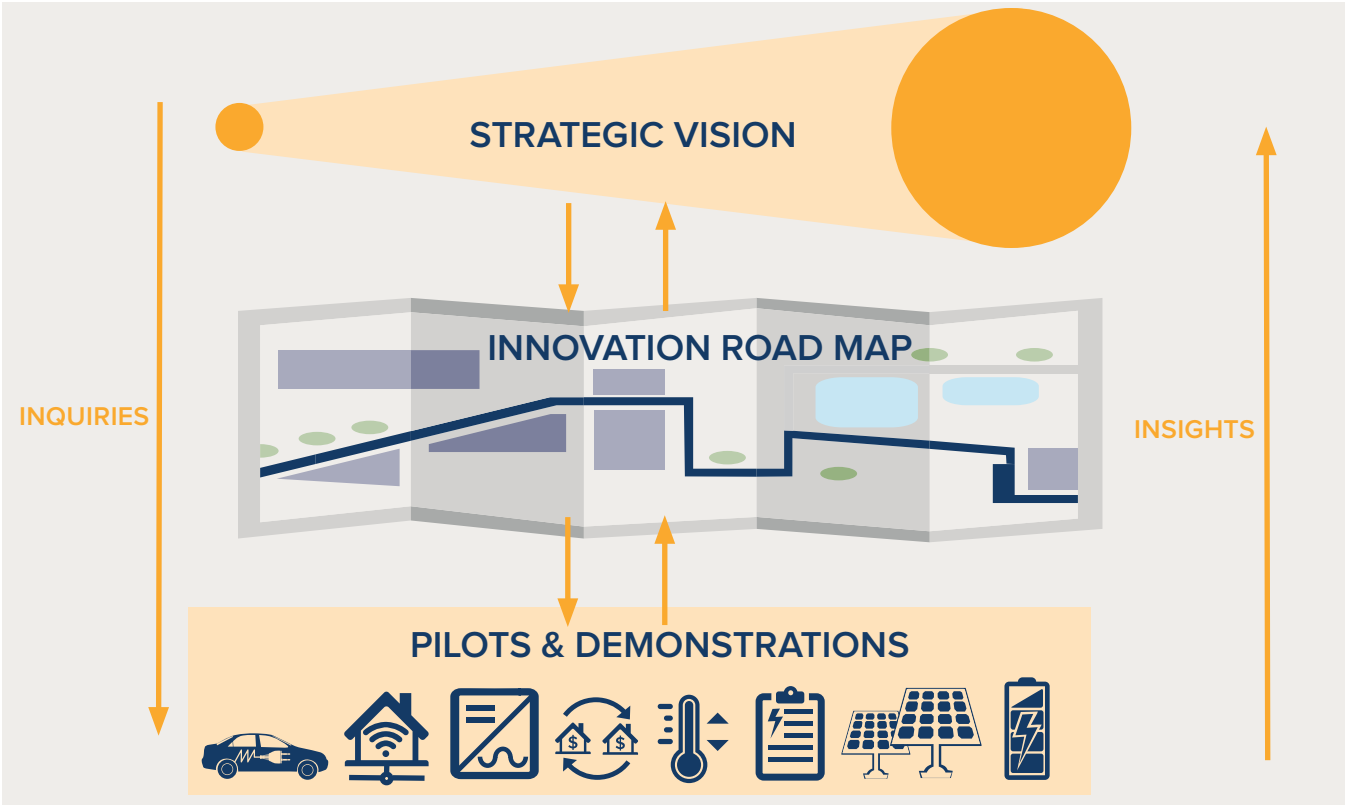 STRATEGIC VISION
INNOVATION ROAD MAP
INQUIRIES
INSIGHTS
PILOTS & DEMONSTRATIONS
$ $